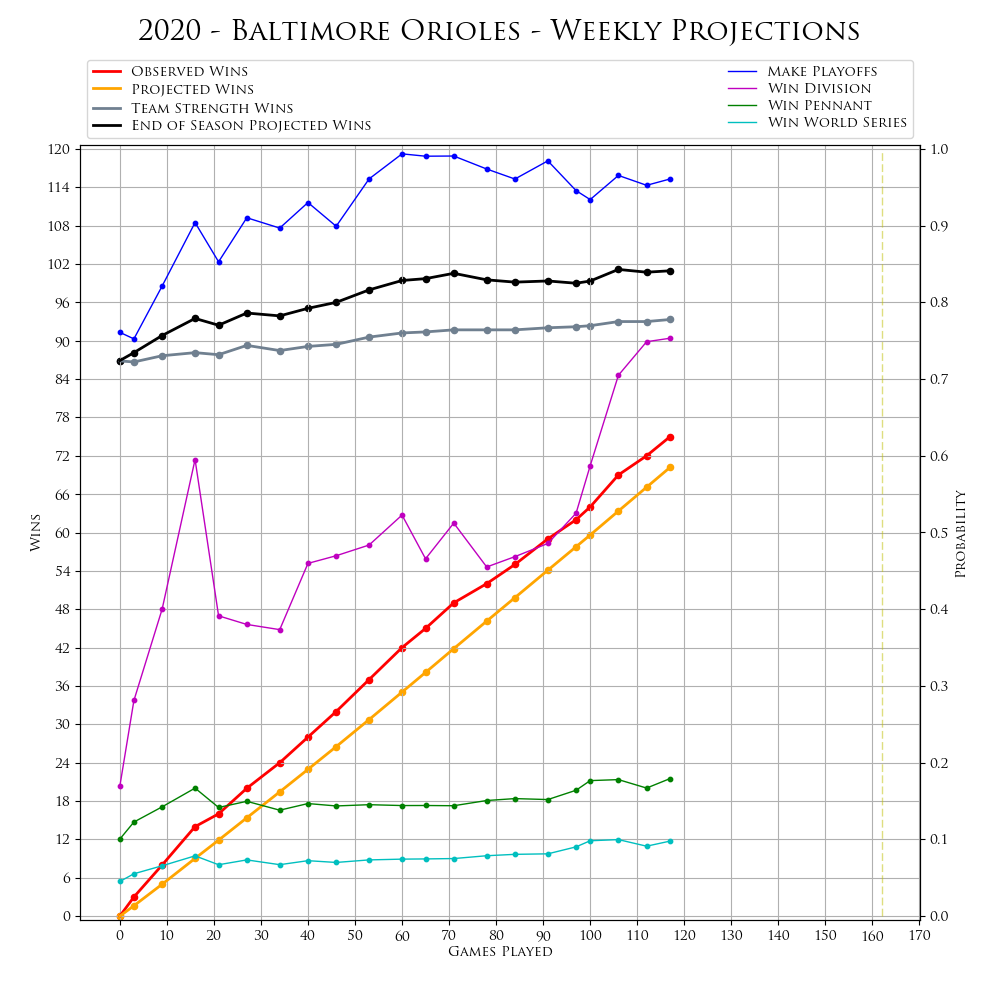 2020 - Baltimore Orioles - Weekly Projections
Observed Wins
Projected Wins
Team Strength Wins
End of Season Projected Wins
Make Playoffs
Win Division
Win Pennant
Win World Series
120
114
108
102
96
90
84
78
72
66
60
54
48
42
36
30
24
18
12
6
0
Wins
1.0
0.9
0.8
0.7
0.6
0.5
0.4
0.3
0.2
0.1
0.0
Probability
0 10 20 30 40 50 60 70 80 90 100 110 120 130 140 150 160 170
Games Played